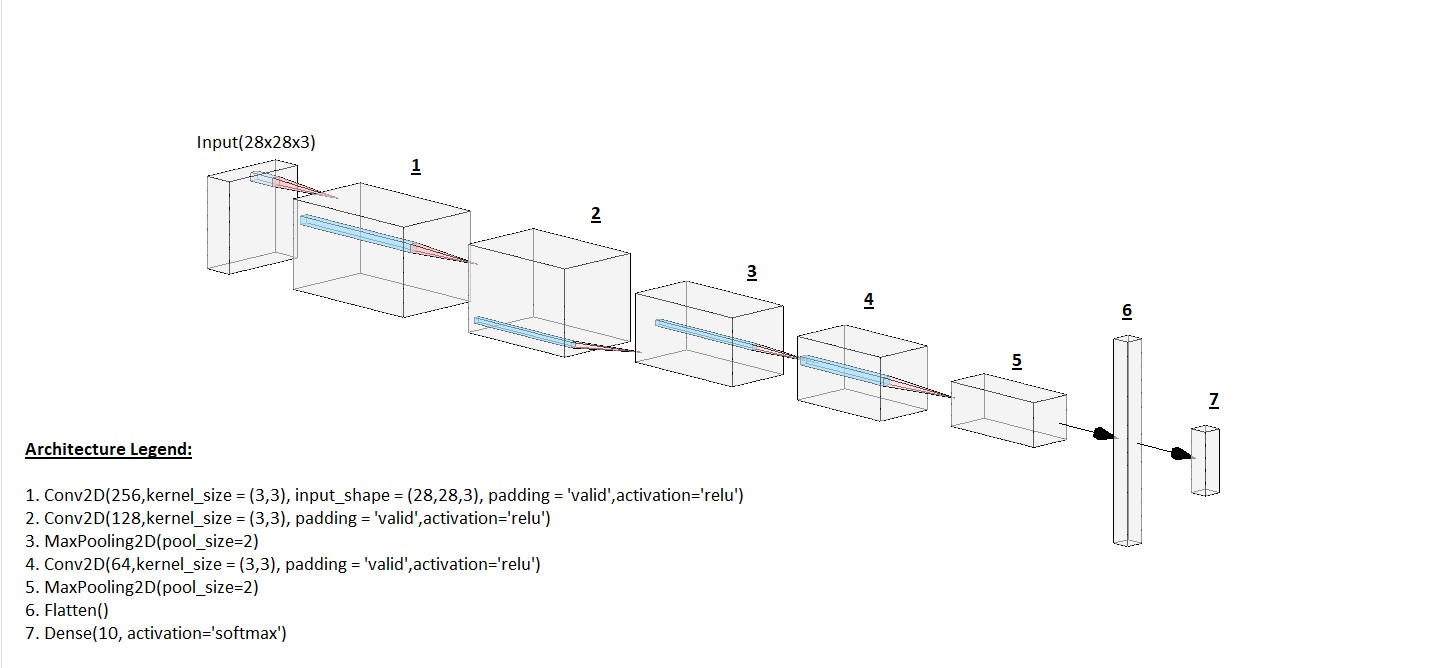 Input(28x28x3)
1
2
3
4
6
5
7
Architecture Legend:
1. Conv2D(256,kernel_size = (3,3), input_shape = (28,28,3), padding = 'valid',activation='relu')
2. Conv2D(128,kernel_size = (3,3), padding = 'valid',activation='relu')
3. MaxPooling2D(pool_size=2)
4. Conv2D(64,kernel_size = (3,3), padding = 'valid',activation='relu')
5. MaxPooling2D(pool_size=2)
6. Flatten()
7. Dense(10, activation='softmax')